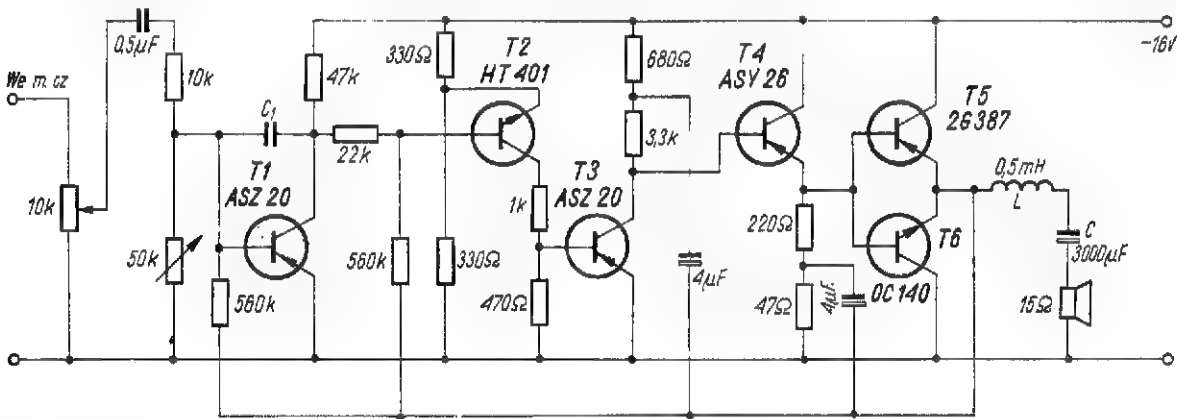 0,5µF
We m. cz
10k
10k
50k
C1
47k
22k
T1
ASZ 20
560k
560k
330Ω
T2
HT 401
1k
330Ω
470Ω
T3
ASZ 20
680Ω
3,3k
4µF
T4
ASY 26
220Ω
47Ω
4µF
T5
2G387
T6
OC 140
0,5mH
L
C
3000µF
15Ω
-16V